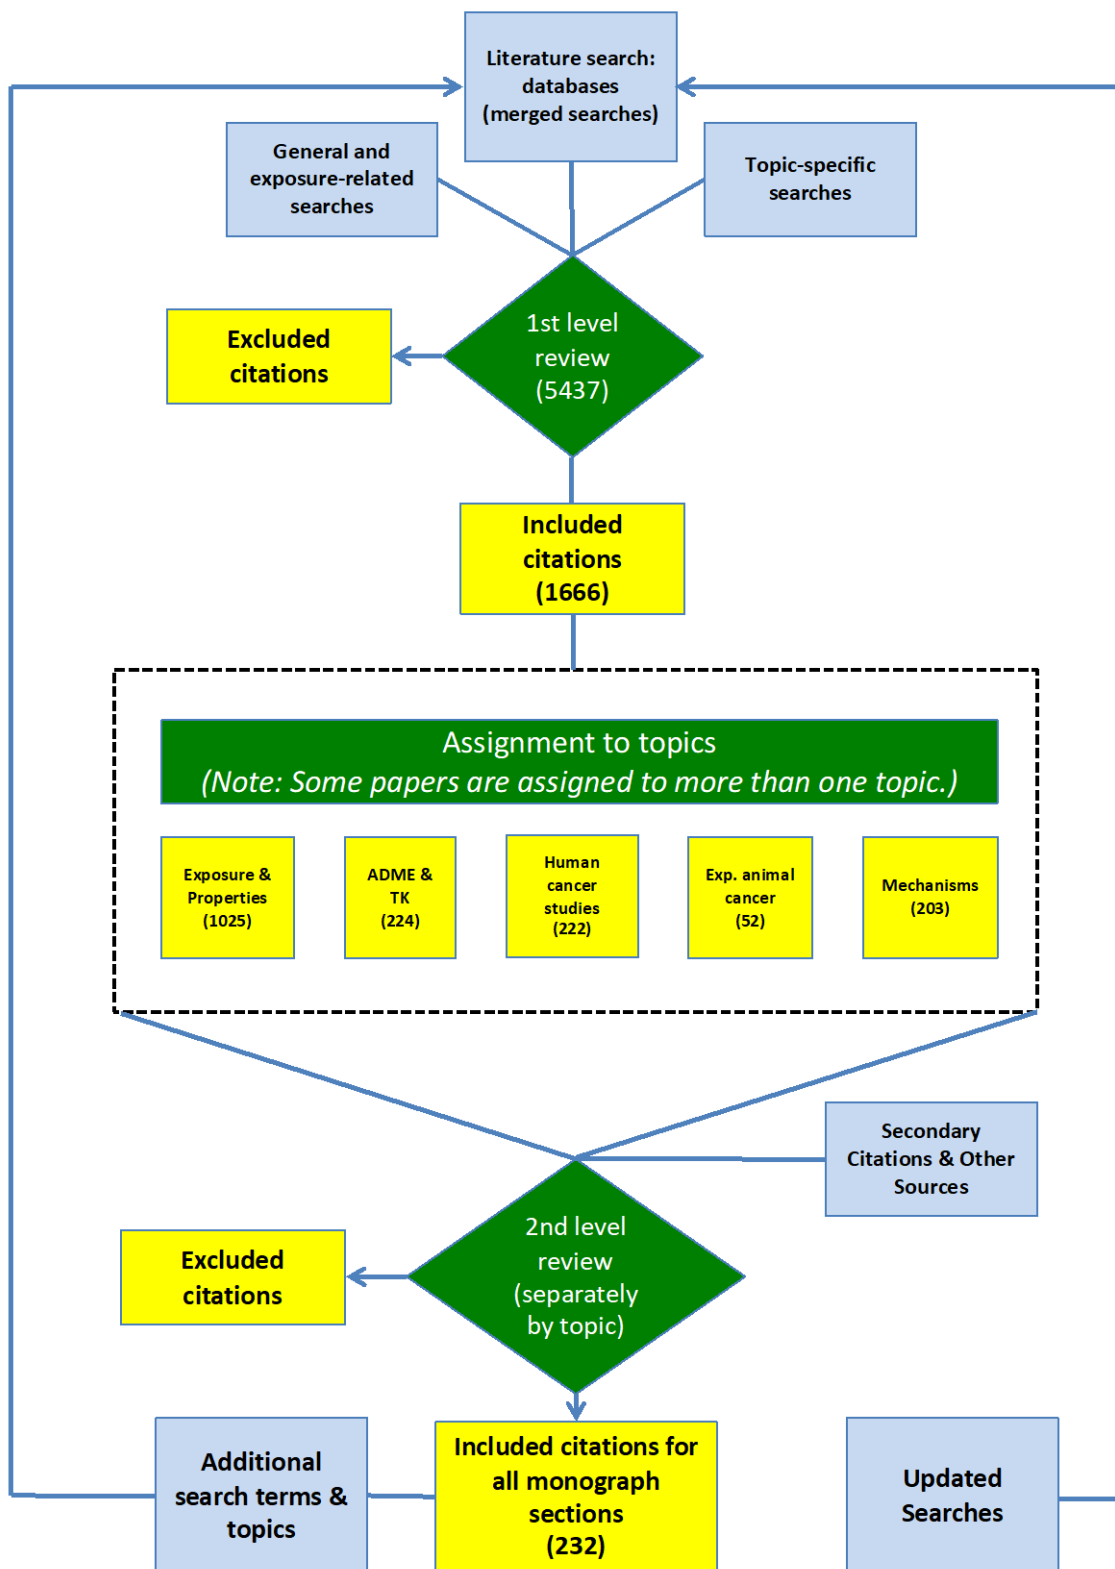 Literature search:
databases
(merged searches)
General and
exposure-related
searches
Topic-specific
searches
1st level
review
(5437)
Excluded
citations
Included
citations
(1666)
Assignment to topics
(Note: Some papers are assigned to more than one topic.)
Exposure &
Properties
(1025)
ADME &
TK
(224)
Human
cancer
studies
(222)
Exp. animal
cancer
(52)
Mechanisms
(203)
Secondary
Citations & Other
Sources
2nd level
review
(separately
by topic)
Excluded
citations
Additional
search terms &
topics
Included citations for
all monograph
sections
(232)
Updated
Searches